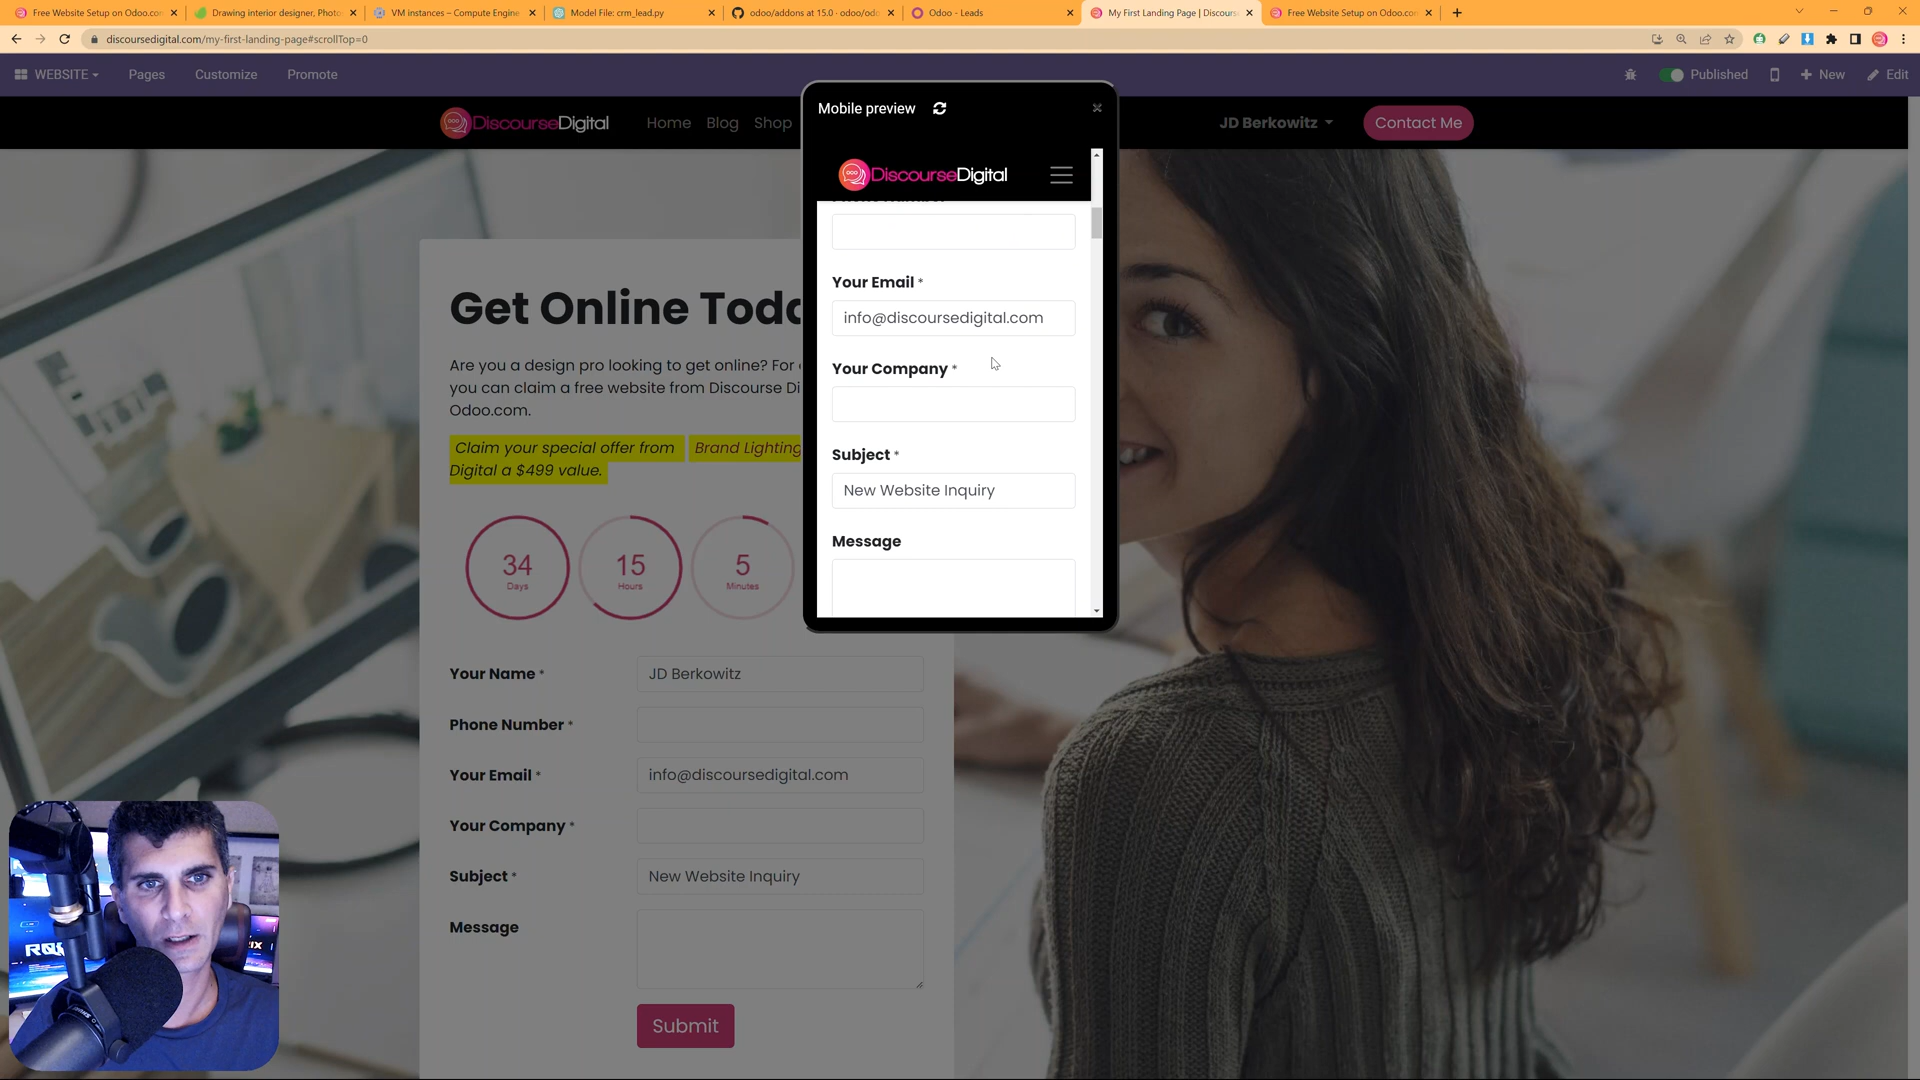 Free Website Setup on Odoo.com
Drawing interior designer, Photos
VM instances – Compute Engine
Model File: crm_lead.py
odoo/addons at 15.0 · odoo/odo
Odoo - Leads
My First Landing Page | Discours
Free Website Setup on Odoo.com
discoursedigital.com/my-first-landing-page#scrollTop=0
WEBSITE
Pages
Customize
Promote
Published
New
Edit
DiscourseDigital
Home
Blog
Shop
JD Berkowitz
Contact Me
Mobile preview
DiscourseDigital
Your Email *
info@discoursedigital.com
Your Company *
Subject *
New Website Inquiry
Message
Get Online Toda
Are you a design pro looking to get online? For
you can claim a free website from Discourse Di
Odoo.com.
Claim your special offer from Brand Lighting
Digital a $499 value.
34
Days
15
Hours
5
Minutes
Your Name *
JD Berkowitz
Phone Number *
Your Email *
info@discoursedigital.com
Your Company *
Subject *
New Website Inquiry
Message
Submit